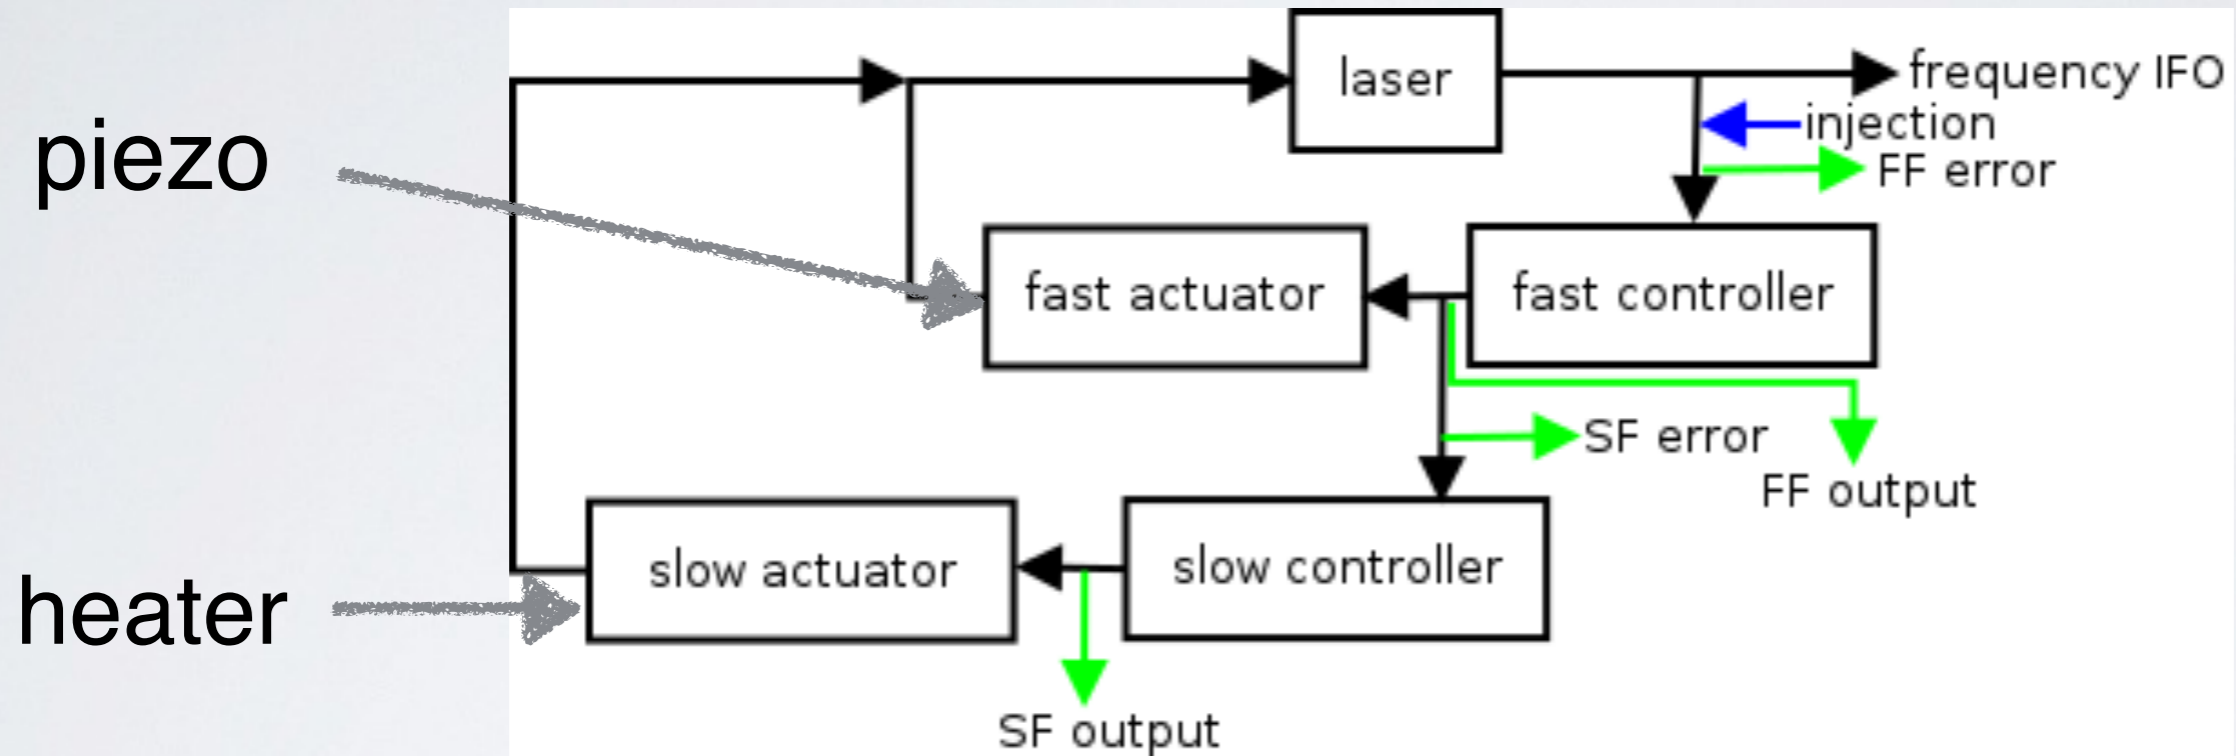 laser
frequency IFO
injection
FF error
piezo
fast actuator
fast controller
SF error
FF output
heater
slow actuator
slow controller
SF output